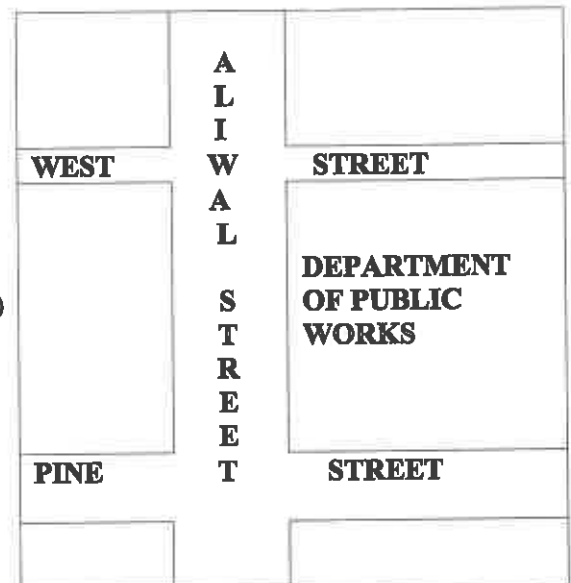 ALIWAL STREET
WEST STREET
DEPARTMENT
OF PUBLIC
WORKS
PINE STREET
)